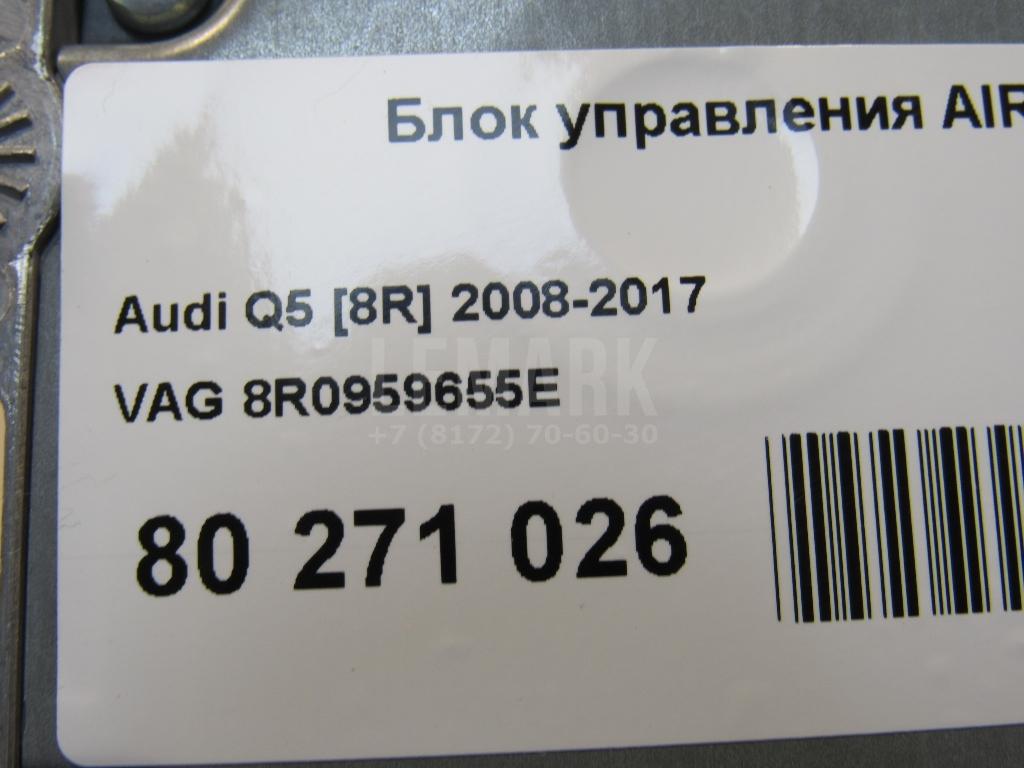 Блок управления AIR
Audi Q5 [8R] 2008-2017
LEMARK
VAG 8R0959655E
+7 (8172) 70-60-30
80 271 026